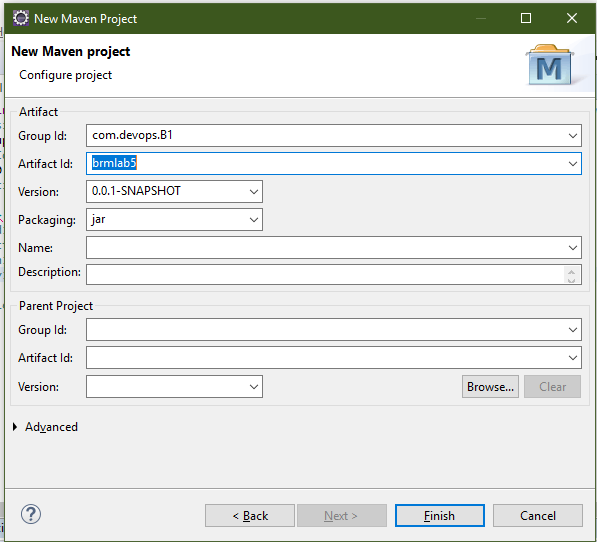 New Maven Project
New Maven project
Configure project
M
Artifact
Group Id: com.devops.B1
Artifact Id: brmlab5
Version: 0.0.1-SNAPSHOT
Packaging: jar
Name:
Description:
Parent Project
Group Id:
Artifact Id:
Version: Browse... Clear
Advanced
? < Back Next > Finish Cancel